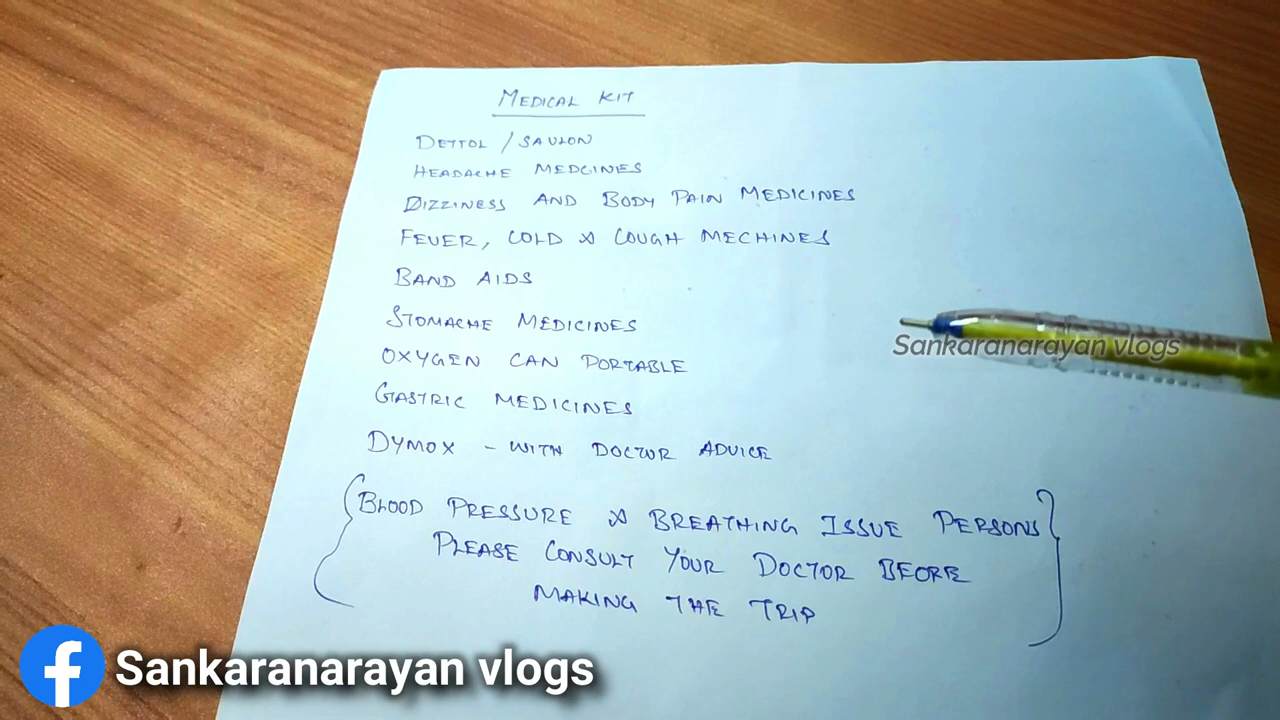 MEDICAL KIT
DETTOL / SAVLON
HEADACHE MEDCINES
DIZZINESS AND BODY PAIN MEDICINES
FEVER, COLD & COUGH MECHINES
BAND AIDS
STOMACHE MEDICINES
OXYGEN CAN PORTABLE
GASTRIC MEDICINES
DYMOX - WITH DOCTOR ADVICE
{BLOOD PRESSURE & BREATHING ISSUE PERSONS
PLEASE CONSULT YOUR DOCTOR BEFORE
MAKING THE TRIP}
Sankaranarayan vlogs
f Sankaranarayan vlogs